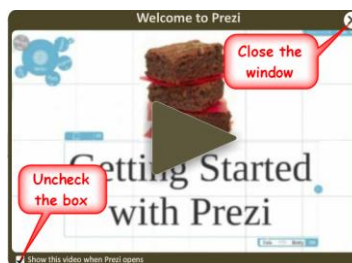 Welcome to Prezi
Close the
window
Getting Started
with Prezi
Uncheck
the box
Show this video when Prezi opens